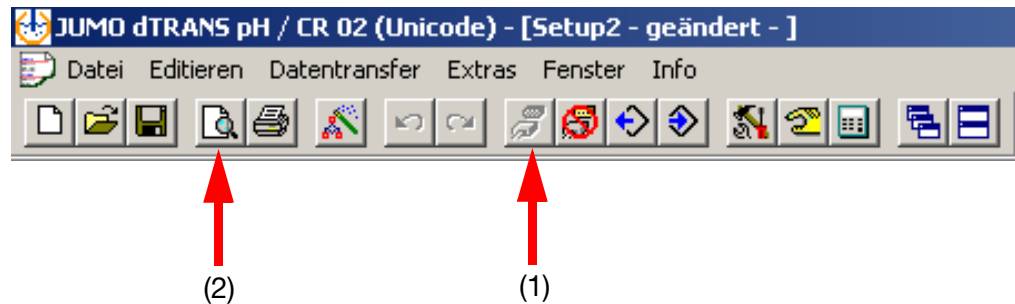 JUMO dTRANS pH / CR 02 (Unicode) - [Setup2 - geändert - ]
Datei Editieren Datentransfer Extras Fenster Info
(2) (1)